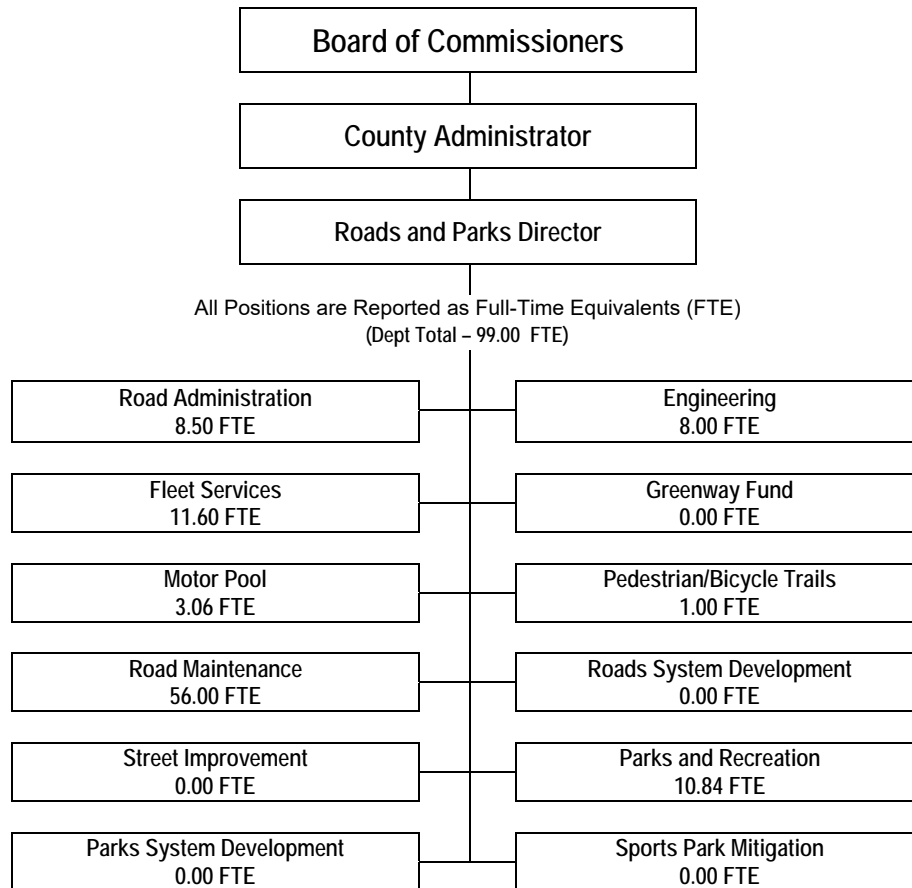 Board of Commissioners
County Administrator
Roads and Parks Director
All Positions are Reported as Full-Time Equivalents (FTE)
(Dept Total – 99.00 FTE)
Road Administration
8.50 FTE
Engineering
8.00 FTE
Fleet Services
11.60 FTE
Greenway Fund
0.00 FTE
Motor Pool
3.06 FTE
Pedestrian/Bicycle Trails
1.00 FTE
Road Maintenance
56.00 FTE
Roads System Development
0.00 FTE
Street Improvement
0.00 FTE
Parks and Recreation
10.84 FTE
Parks System Development
0.00 FTE
Sports Park Mitigation
0.00 FTE